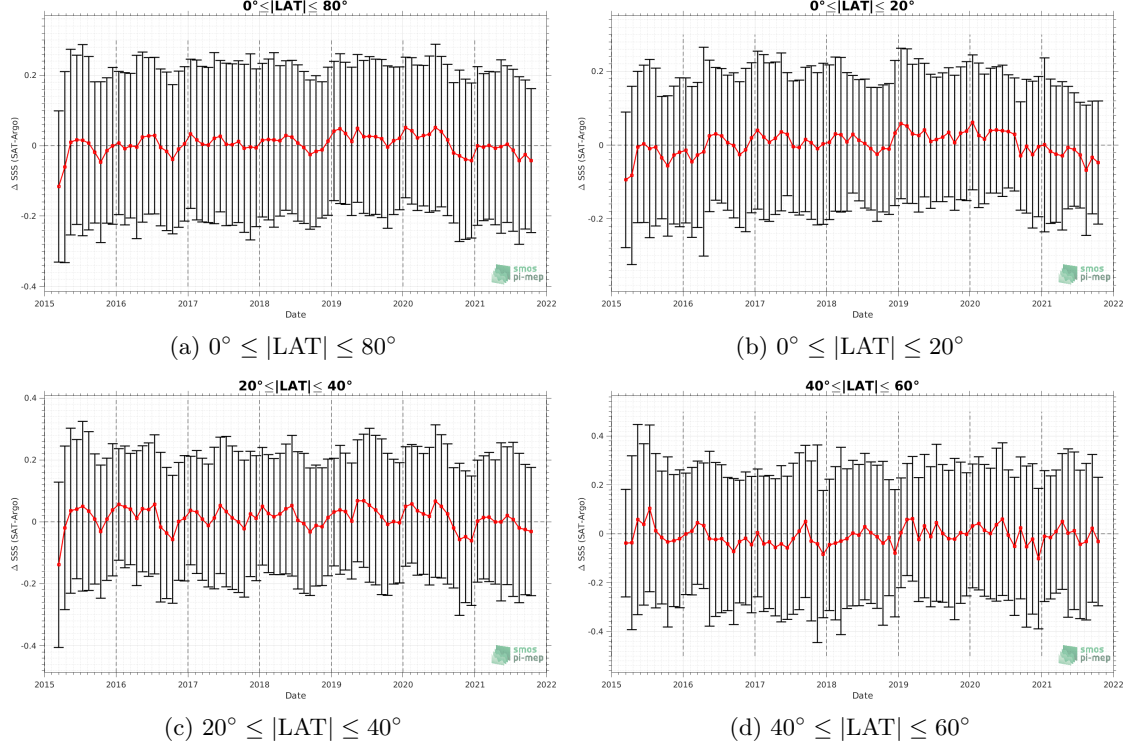 0°≤|LAT|≤ 80°
Δ SSS (SAT-Argo)
0.2
0
-0.2
-0.4
smos
pi-mep
2015 2016 2017 2018 2019 2020 2021 2022
Date
(a) 0° ≤ |LAT| ≤ 80°
0°≤|LAT|≤ 20°
Δ SSS (SAT-Argo)
0.2
0
-0.2
smos
pi-mep
2015 2016 2017 2018 2019 2020 2021 2022
Date
(b) 0° ≤ |LAT| ≤ 20°
20°≤|LAT|≤ 40°
Δ SSS (SAT-Argo)
0.4
0.2
0
-0.2
-0.4
smos
pi-mep
2015 2016 2017 2018 2019 2020 2021 2022
Date
(c) 20° ≤ |LAT| ≤ 40°
40°≤|LAT|≤ 60°
Δ SSS (SAT-Argo)
0.4
0.2
0
-0.2
-0.4
smos
pi-mep
2015 2016 2017 2018 2019 2020 2021 2022
Date
(d) 40° ≤ |LAT| ≤ 60°